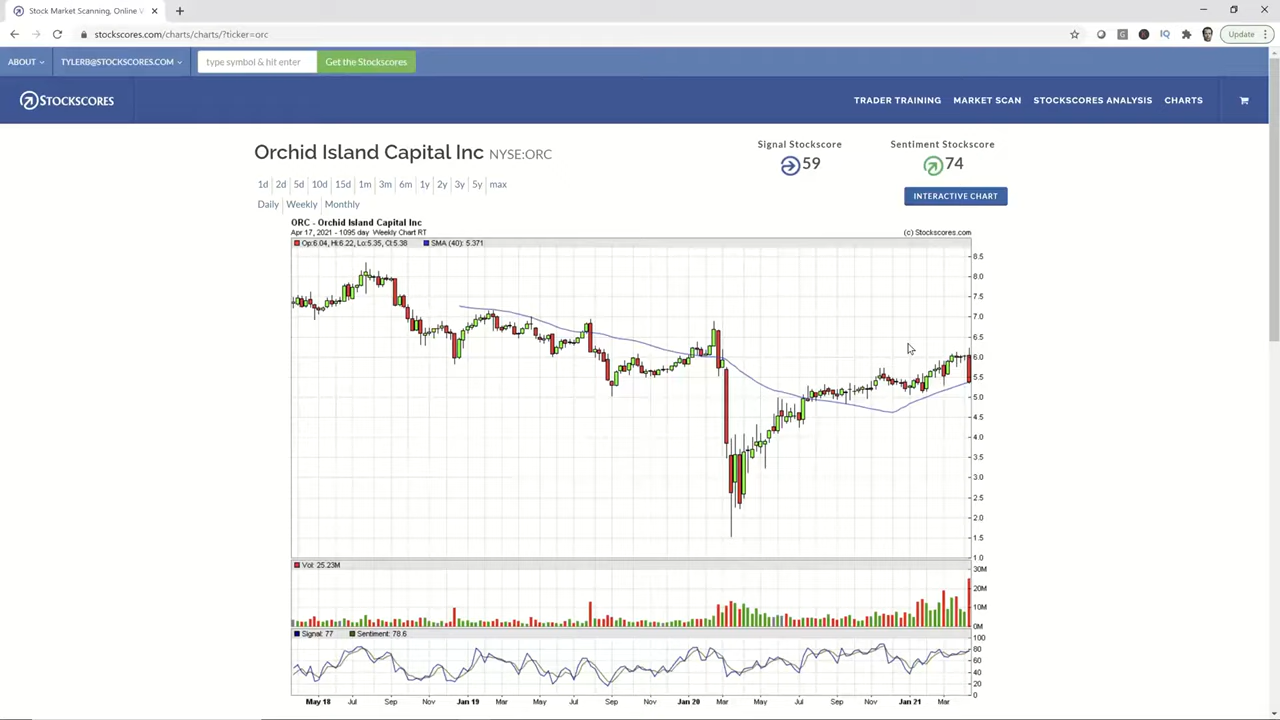 Stock Market Scanning, Online V
stockscores.com/charts/charts/?ticker=orc
Update
ABOUT
TYLERB@STOCKSCORES.COM
type symbol & hit enter
Get the Stockscores
STOCKSCORES
TRADER TRAINING
MARKET SCAN
STOCKSCORES ANALYSIS
CHARTS
Orchid Island Capital Inc NYSE:ORC
Signal Stockscore
59
Sentiment Stockscore
74
1d 2d 5d 10d 15d 1m 3m 6m 1y 2y 3y 5y max
INTERACTIVE CHART
Daily Weekly Monthly
ORC - Orchid Island Capital Inc
Apr 17, 2021 - 1095 day Weekly Chart RT
(c) Stockscores.com
Op:6.04, Hi:6.22, Lo:5.35, Cl:5.38
SMA (40): 5.371
8.5
8.0
7.5
7.0
6.5
6.0
5.5
5.0
4.5
4.0
3.5
3.0
2.5
2.0
1.5
1.0
Vol: 25.23M
30M
20M
10M
0M
Signal: 77
Sentiment: 78.6
100
80
60
40
20
0
May 18 Jul Sep Nov Jan 19 Mar May Jul Sep Nov Jan 20 Mar May Jul Sep Nov Jan 21 Mar